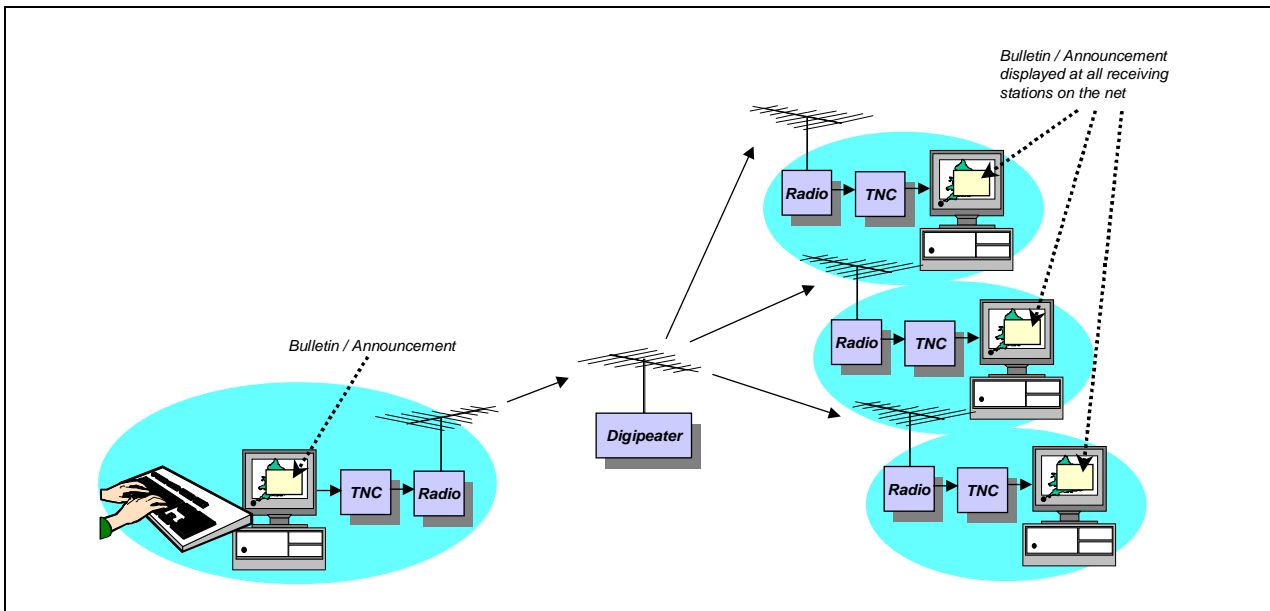 Bulletin / Announcement
displayed at all receiving
stations on the net
Radio
TNC
Radio
TNC
Bulletin / Announcement
Digipeater
TNC
Radio
Radio
TNC